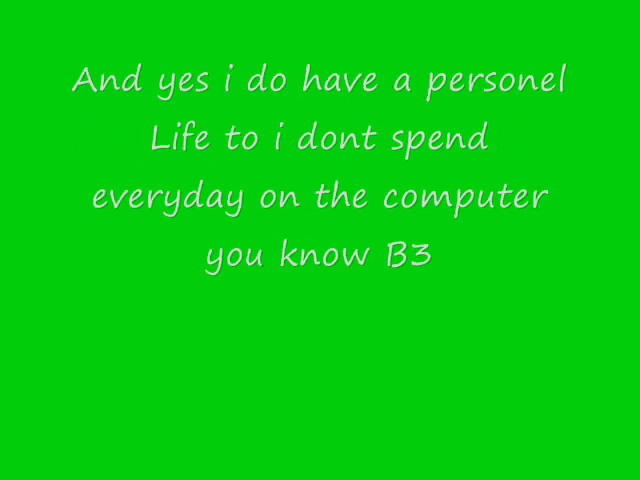 And yes i do have a personel
Life to i dont spend
everyday on the computer
you know B3